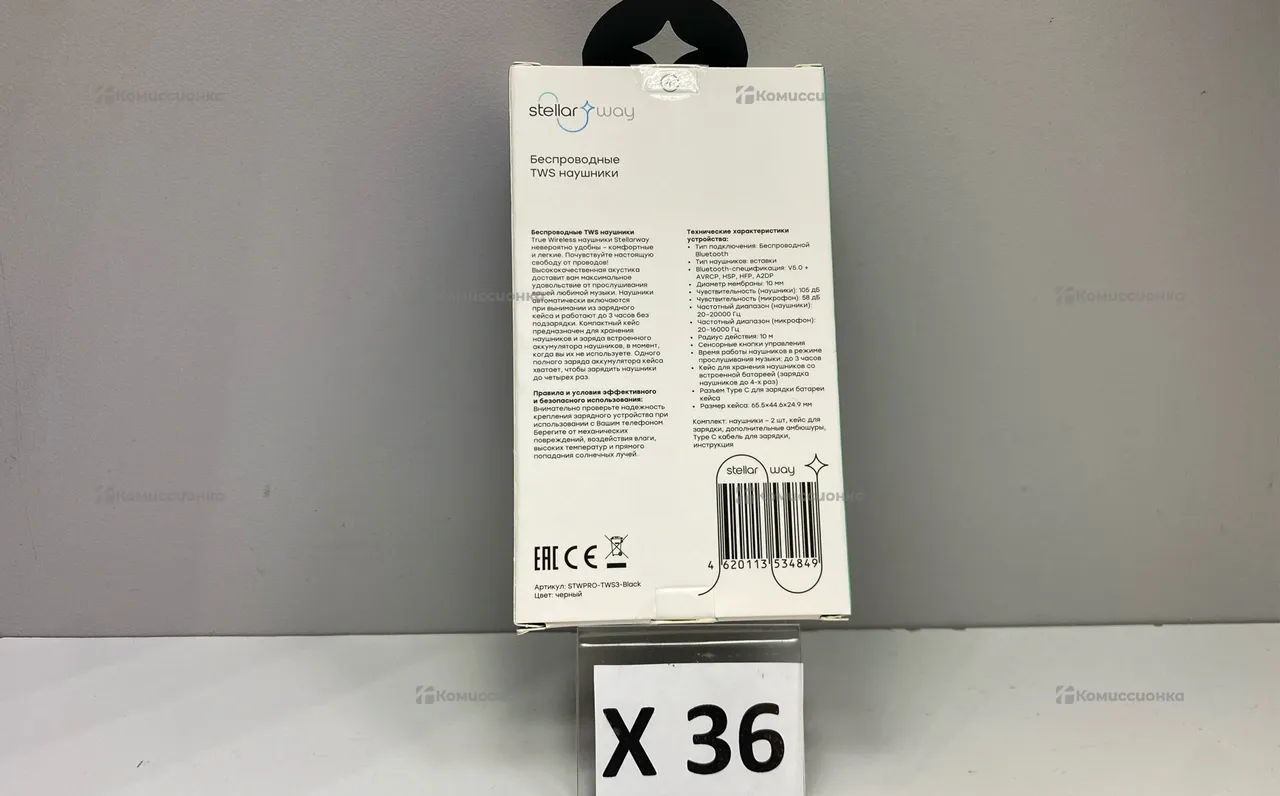 stellar way
Беспроводные
TWS наушники
Беспроводные TWS наушники
True Wireless наушники Stellarway
невероятно удобны – комфортные
и легкие. Почувствуйте настоящую
свободу от проводов!
Высококачественная акустика
доставит вам максимальное
удовольствие от прослушивания
вашей любимой музыки. Наушники
автоматически включаются
при вынимании из зарядного
кейса и работают до 3 часов без
подзарядки. Компактный кейс
предназначен для хранения
наушников и заряда встроенного
аккумулятора наушников, в момент,
когда вы их не используете. Одного
полного заряда аккумулятора кейса
хватает, чтобы зарядить наушники
до четырех раз.
Правила и условия эффективного
и безопасного использования:
Внимательно проверьте надежность
крепления зарядного устройства при
использовании с Вашим телефоном
Берегите от механических
повреждений, воздействия влаги,
высоких температур и прямого
попадания солнечных лучей.
Технические характеристики
устройства:
• Тип подключения: Беспроводной
Bluetooth
• Тип наушников: вставки
• Bluetooth-спецификация: V5.0 +
AVRCP, HSP, HFP, A2DP
• Диаметр мембраны: 10 мм
• Чувствительность (наушники): 105 дБ
• Чувствительность (микрофон): 58 дБ
• Частотный диапазон (наушники):
20-20000 Гц
• Частотный диапазон (микрофон):
20-16000 Гц
• Радиус действия: 10 м
• Сенсорные кнопки управления
• Время работы наушников в режиме
прослушивания музыки: до 3 часов
• Кейс для хранения наушников со
встроенной батареей (зарядка
наушников до 4-х раз)
• Разъем Type C для зарядки батареи
кейса
• Размер кейса: 65.5×44.6×24.9 мм
Комплект: наушники – 2 шт, кейс для
зарядки, дополнительные амбюшуры,
Type C кабель для зарядки,
инструкция
stellar way
4 620113 534849
EAC CE
Артикул: STWPRO-TWS3-Black
Цвет: черный
X 36
Комиссионка
Комиссионка
Комиссионка
Комиссионка
Комиссионка
Комиссионка
Комиссионка
Комиссионка